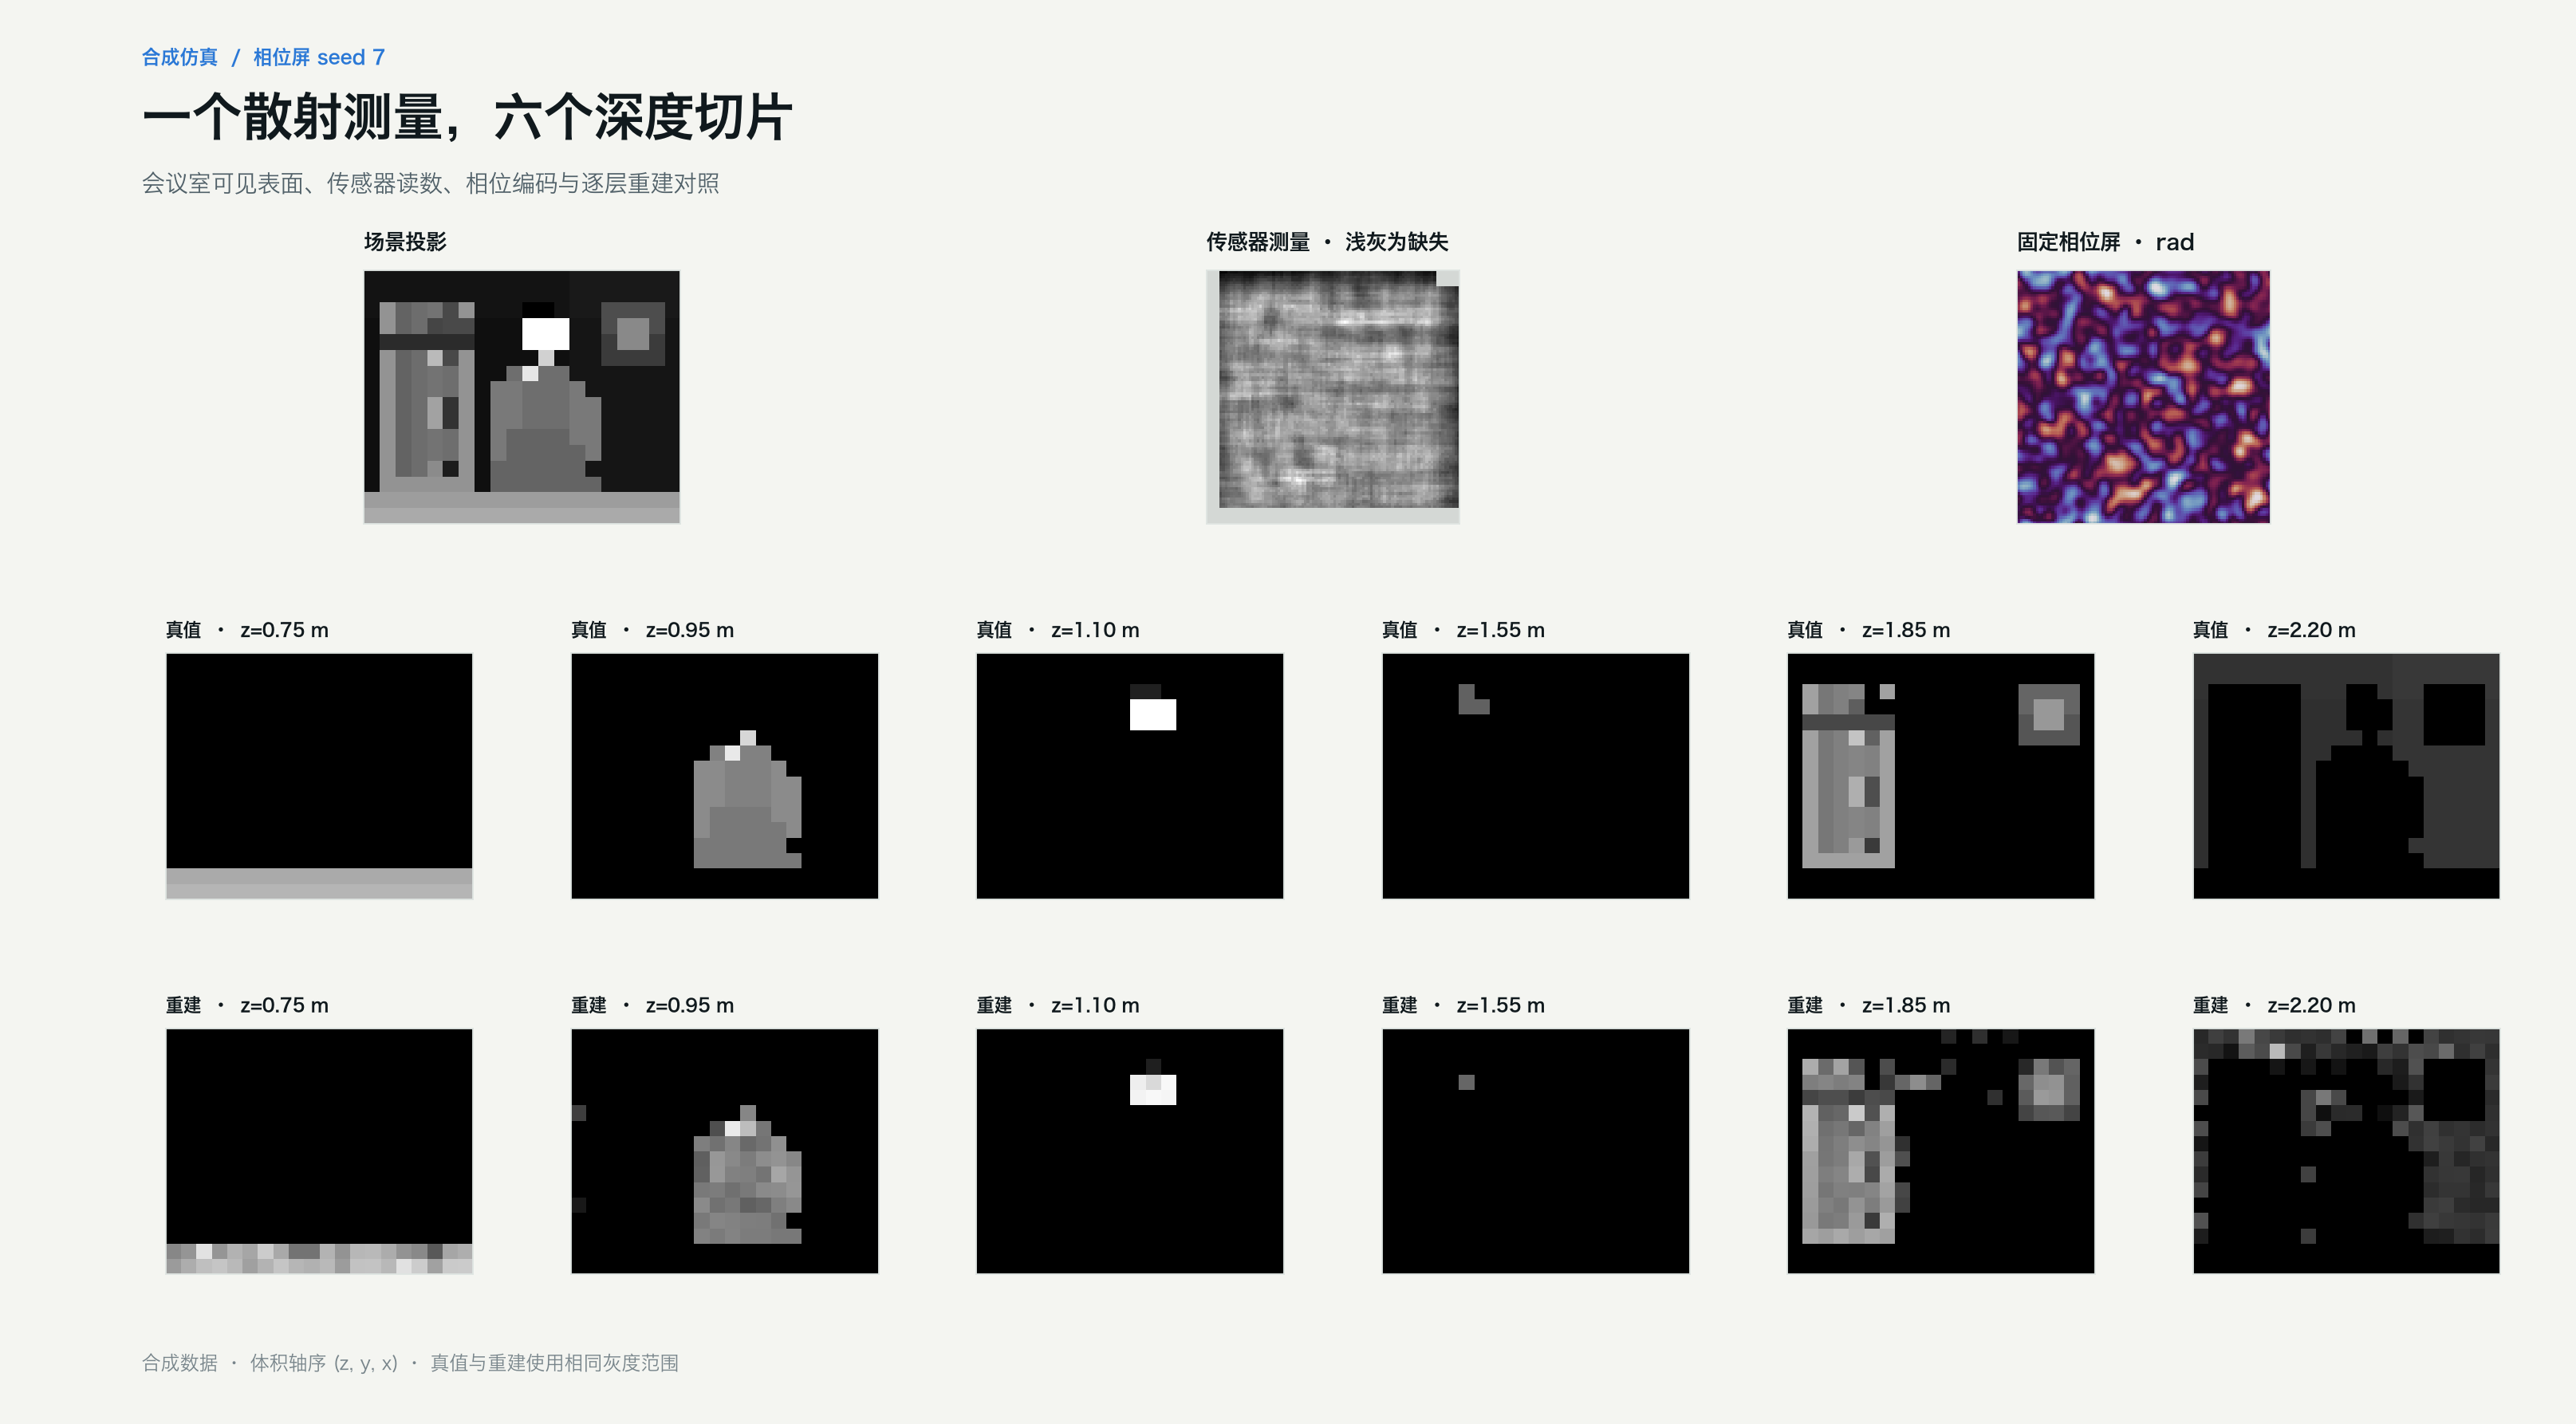 合成仿真 / 相位屏 seed 7
一个散射测量，六个深度切片
会议室可见表面、传感器读数、相位编码与逐层重建对照
场景投影
传感器测量 · 浅灰为缺失
固定相位屏 · rad
真值 · z=0.75 m
真值 · z=0.95 m
真值 · z=1.10 m
真值 · z=1.55 m
真值 · z=1.85 m
真值 · z=2.20 m
重建 · z=0.75 m
重建 · z=0.95 m
重建 · z=1.10 m
重建 · z=1.55 m
重建 · z=1.85 m
重建 · z=2.20 m
合成数据 · 体积轴序 (z, y, x) · 真值与重建使用相同灰度范围